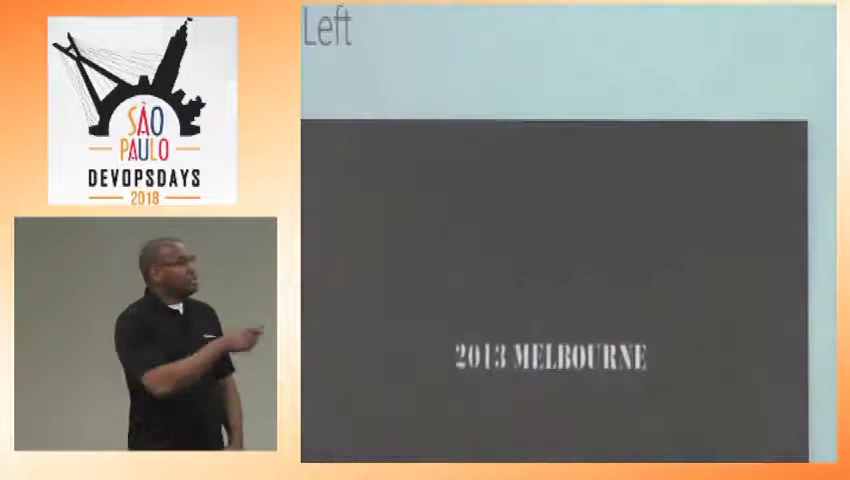 SÃO
PAULO
DEVOPSDAYS
2018
Left
2013 MELBOURNE